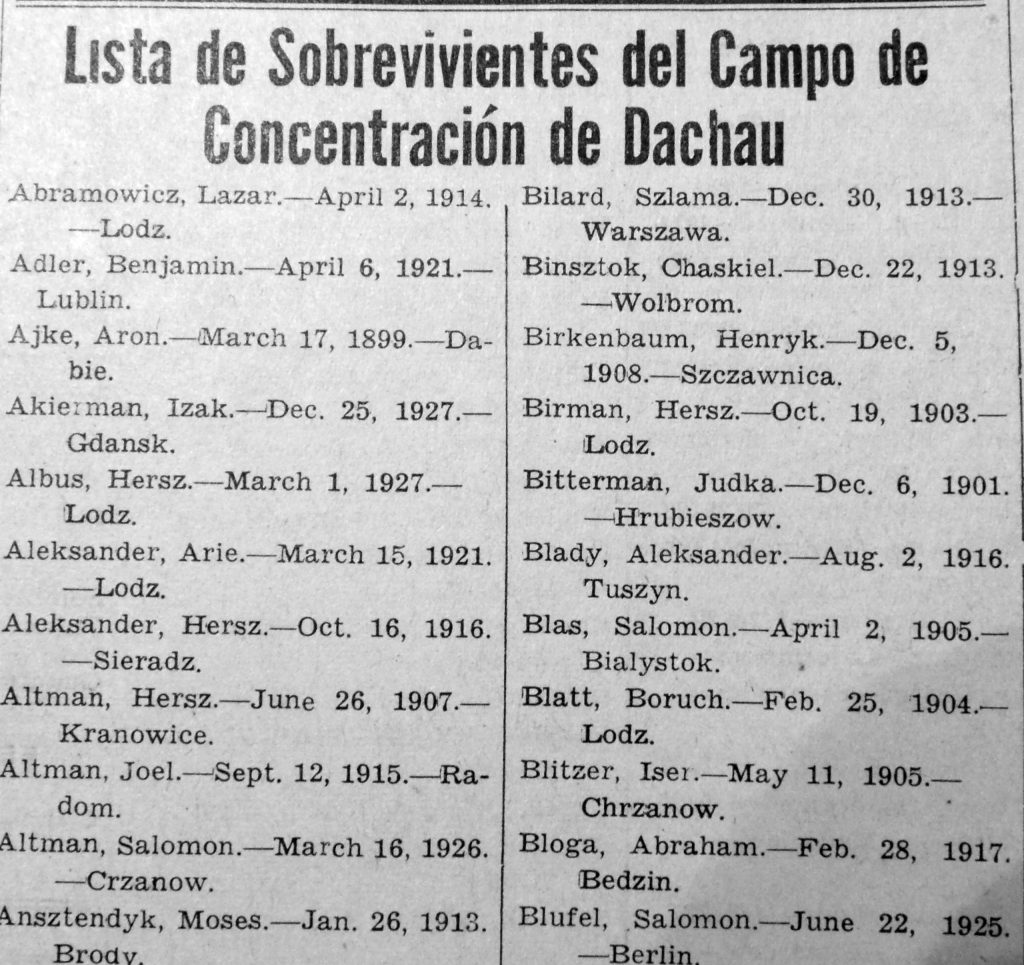 Lista de Sobrevivientes del Campo de
Concentración de Dachau
Abramowicz, Lazar.—April 2, 1914.
—Lodz.
Adler, Benjamin.—April 6, 1921.—
Lublin.
Ajke, Aron.—March 17, 1899.—Da-
bie.
Akierman, Izak.—Dec. 25, 1927.—
Gdansk.
Albus, Hersz.—March 1, 1927.—
Lodz.
Aleksander, Arie.—March 15, 1921.
—Lodz.
Aleksander, Hersz.—Oct. 16, 1916.
—Sieradz.
Altman, Hersz.—June 26, 1907.—
Kranowice.
Altman, Joel.—Sept. 12, 1915.—Ra-
dom.
Altman, Salomon.—March 16, 1926.
—Crzanow.
Ansztendyk, Moses.—Jan. 26, 1913.
Brody.
Bilard, Szlama.—Dec. 30, 1913.—
Warszawa.
Binsztok, Chaskiel.—Dec. 22, 1913.
—Wolbrom.
Birkenbaum, Henryk.—Dec. 5,
1908.—Szczawnica.
Birman, Hersz.—Oct. 19, 1903.—
Lodz.
Bitterman, Judka.—Dec. 6, 1901.
—Hrubieszow.
Blady, Aleksander.—Aug. 2, 1916.
Tuszyn.
Blas, Salomon.—April 2, 1905.—
Bialystok.
Blatt, Boruch.—Feb. 25, 1904.—
Lodz.
Blitzer, Iser.—May 11, 1905.—
Chrzanow.
Bloga, Abraham.—Feb. 28, 1917.
Bedzin.
Blufel, Salomon.—June 22, 1925.
—Berlin.